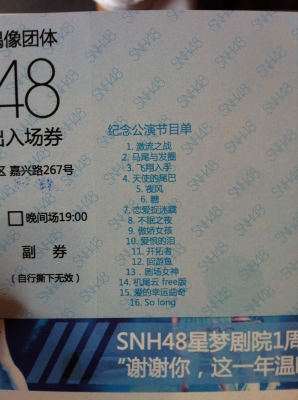 偶像团体
48
出入场券
区 嘉兴路267号
晚间场19:00
副 券
(自行撕下无效)
SNH48
纪念公演节目单
1. 激流之战
2. 马尾与发圈
3. 飞翔入手
4. 天使的尾巴
5. 夜风
6. 糖
7. 恋爱捉迷藏
8. 不眠之夜
9. 傲娇女孩
10. 爱恨的泪
11. 开拓者
12. 回游鱼
13. 剧场女神
14. 机尾云 free版
15. 爱的幸运曲奇
16. So long
SNH48星梦剧院1周
“谢谢你，这一年温